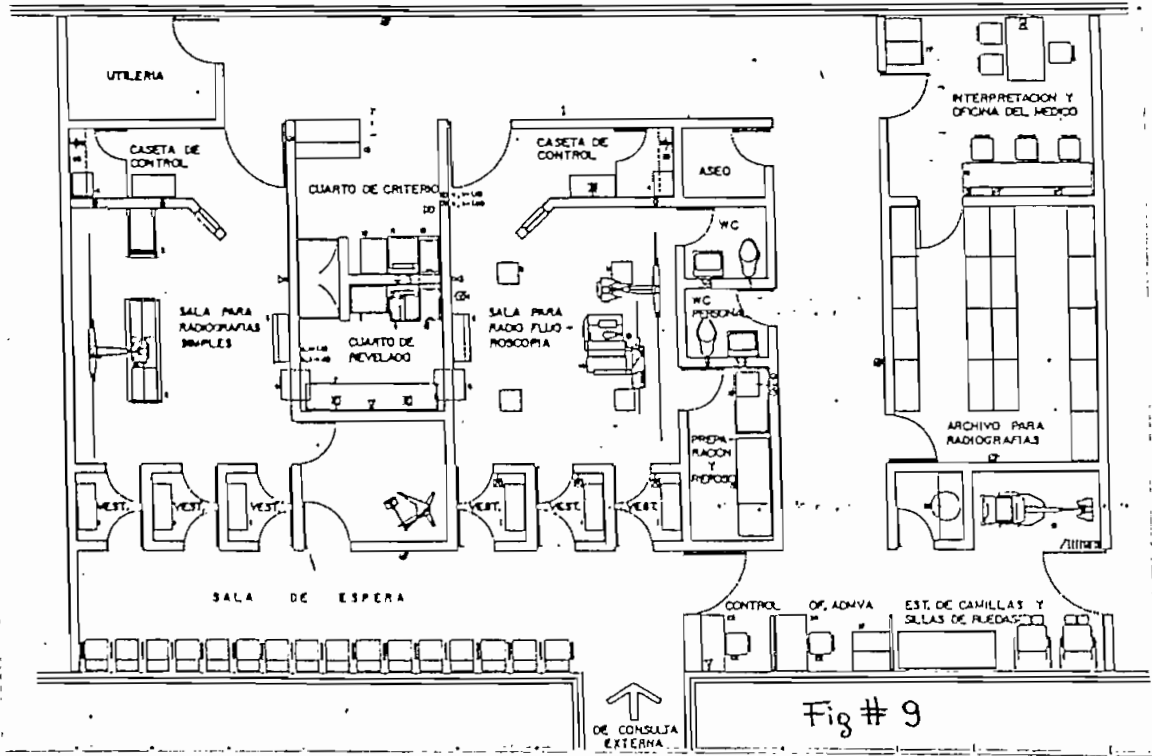 UTILERIA
CASETA DE
CONTROL
CUARTO DE CRITERIO
CASETA DE
CONTROL
ASEO
INTERPRETACION Y
OFICINA DEL MEDICO
WC
WC
PERSONAL
SALA PARA
RADIOGRAFIAS
SIMPLES
CUARTO DE
REVELADO
SALA PARA
RADIO FLUO-
ROSCOPIA
PREPA-
RACION
Y
REPOSO
ARCHIVO PARA
RADIOGRAFIAS
VEST.
VEST.
VEST.
VEST.
VEST.
VEST.
SALA DE ESPERA
CONTROL
OF. ADMVA
EST. DE CAMILLAS Y
SILLAS DE RUEDAS
DE CONSULTA
EXTERNA
Fig # 9